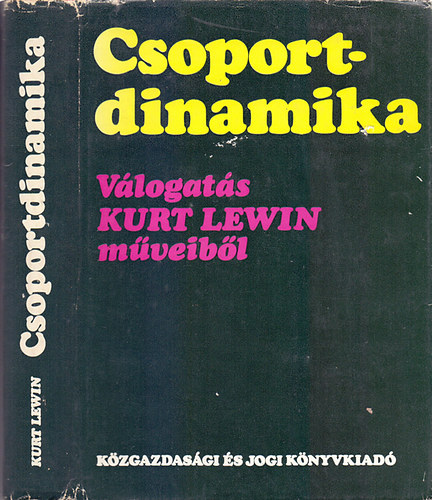 Csoport-
dinamika
Válogatás
KURT LEWIN
műveiből
KÖZGAZDASÁGI ÉS JOGI KÖNYVKIADÓ
KURT LEWIN Csoportdinamika